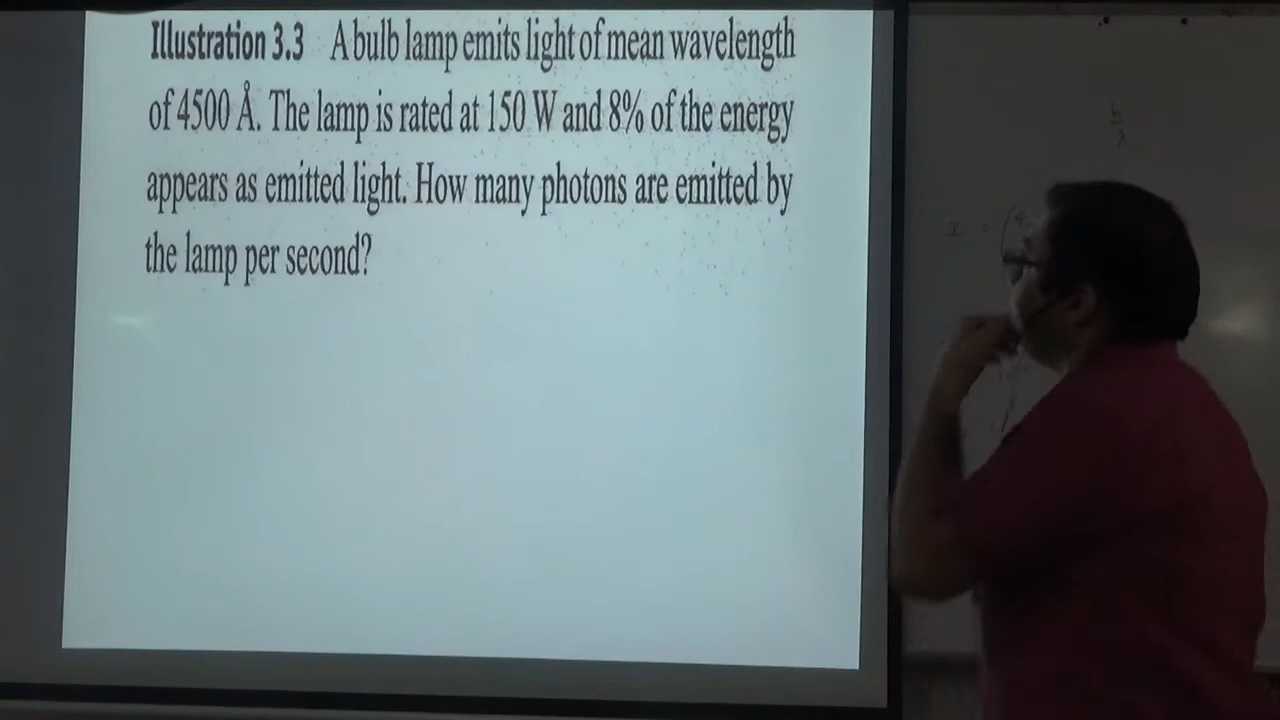 Illustration 3.3 A bulb lamp emits light of mean wavelength
of 4500 Å. The lamp is rated at 150 W and 8% of the energy
appears as emitted light. How many photons are emitted by
the lamp per second?
h
λ
I = (